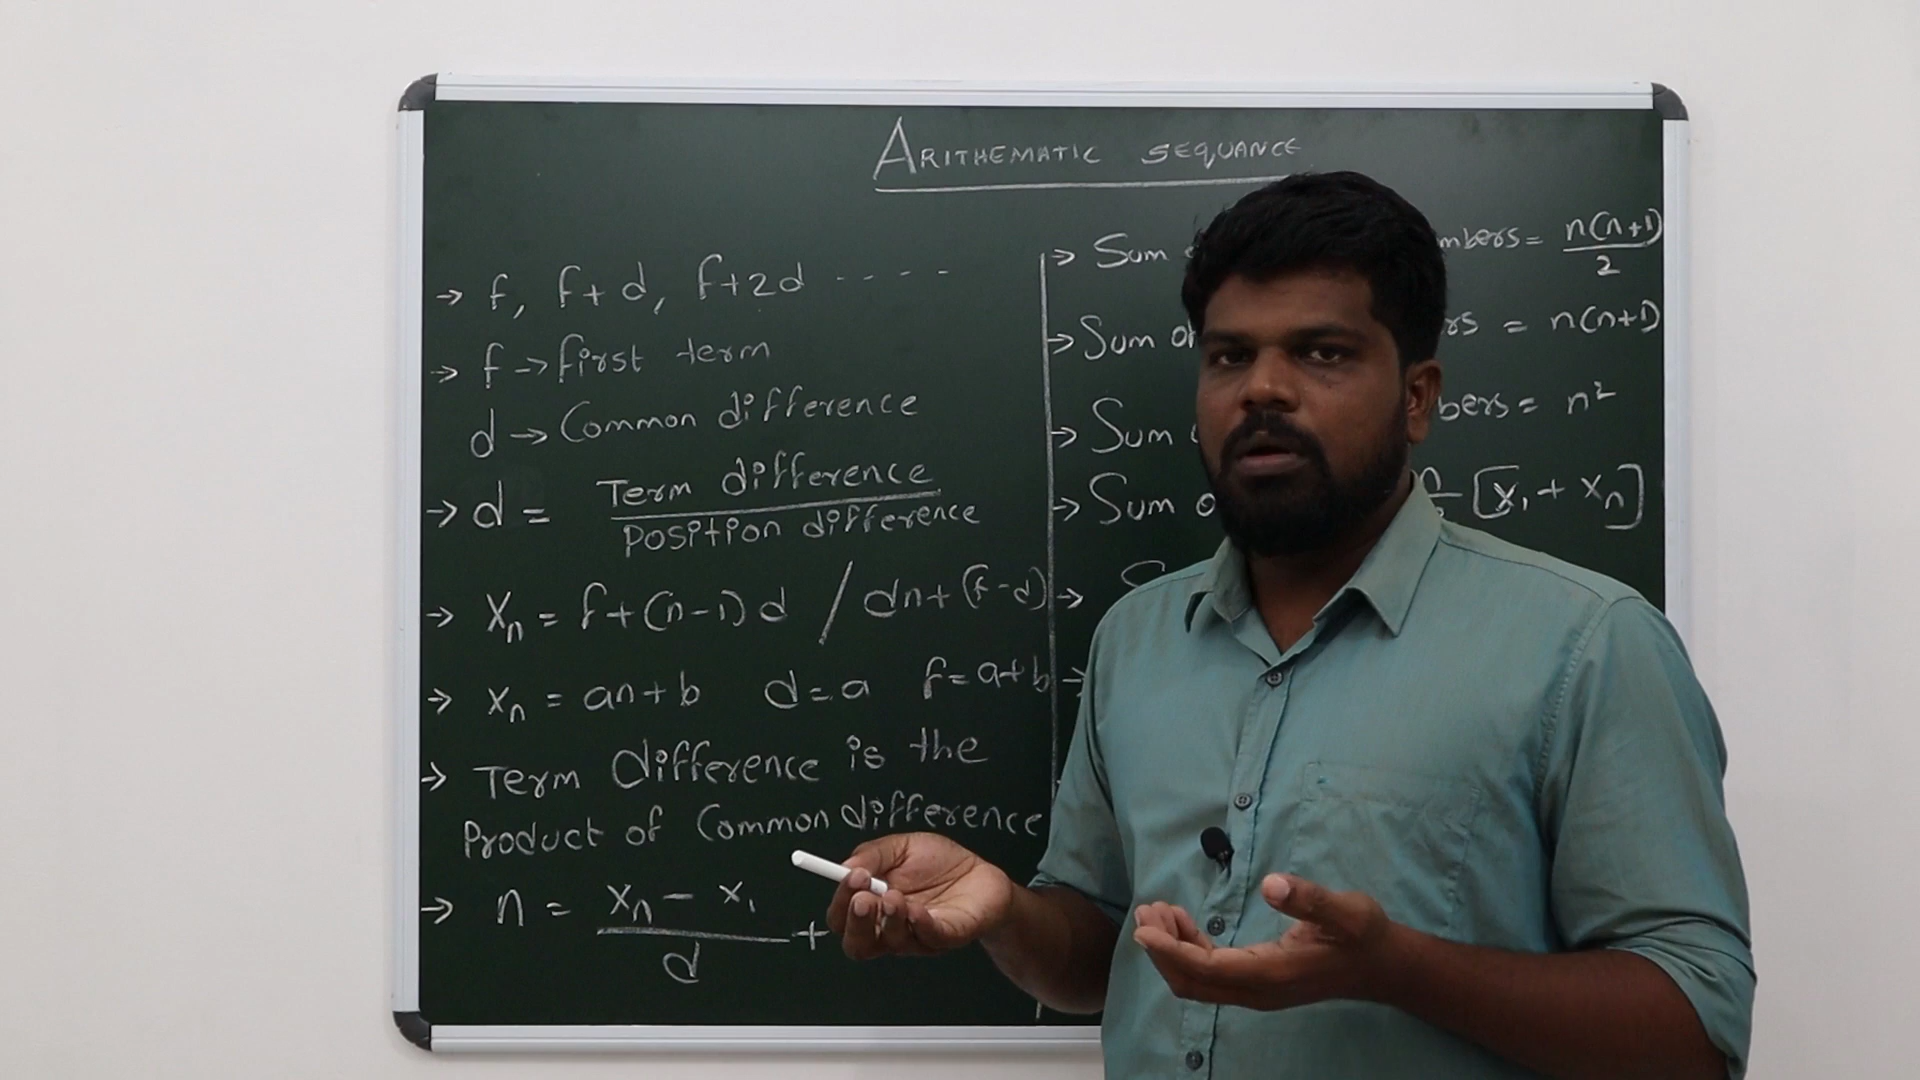 ARITHEMATIC SEQUANCE
→ f, f+d, f+2d ----
→ f → first term
d → Common difference
→ d = Term difference / Position difference
→ xₙ = f+(n-1)d / dn+(f-d)
→ xₙ = an+b d=a f=a+b
→ Term difference is the
Product of Common difference
→ n = (xₙ - x₁)/d +
→ Sum mbers = n(n+1)/2
→ Sum of rs = n(n+1)
→ Sum bers = n²
→ Sum [x₁ + xₙ]
→
→